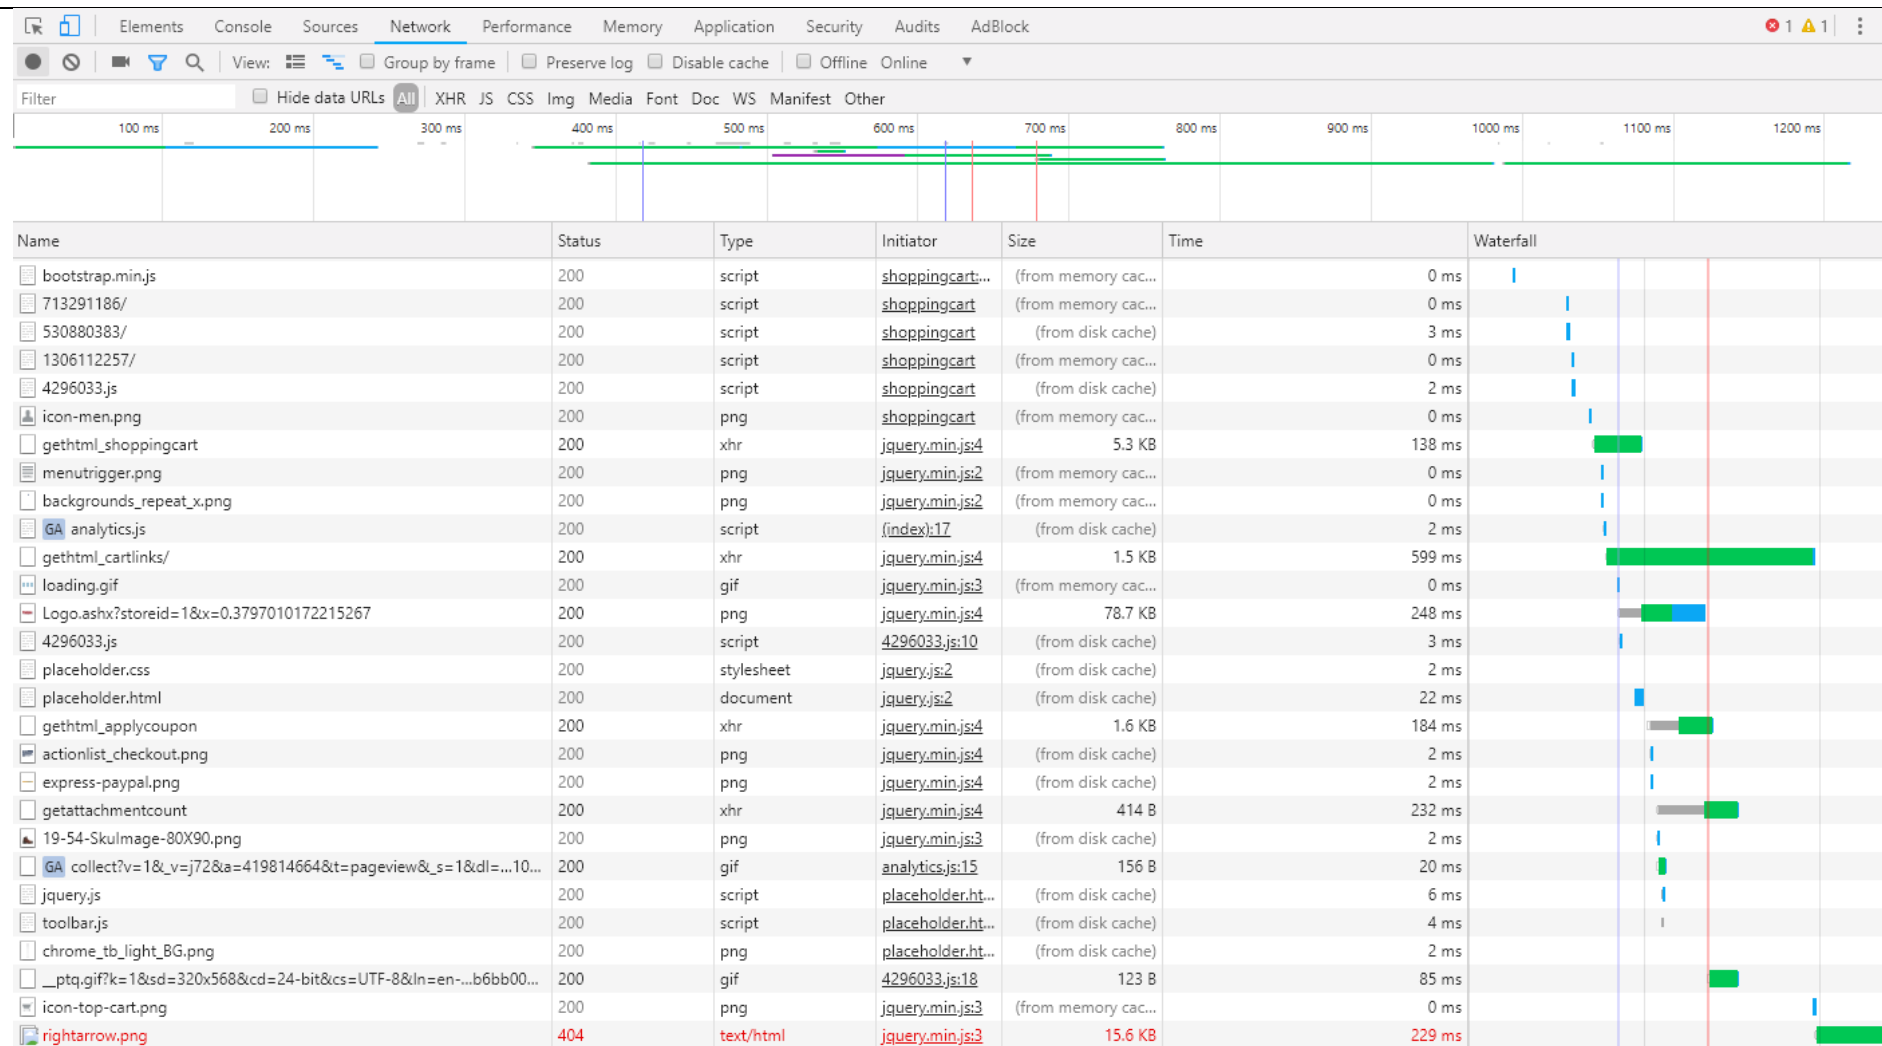 Elements Console Sources Network Performance Memory Application Security Audits AdBlock 1 1
View: Group by frame Preserve log Disable cache Offline Online
Filter Hide data URLs All XHR JS CSS Img Media Font Doc WS Manifest Other
100 ms 200 ms 300 ms 400 ms 500 ms 600 ms 700 ms 800 ms 900 ms 1000 ms 1100 ms 1200 ms
Name Status Type Initiator Size Time Waterfall
bootstrap.min.js 200 script shoppingcart:... (from memory cac... 0 ms
713291186/ 200 script shoppingcart (from memory cac... 0 ms
530880383/ 200 script shoppingcart (from disk cache) 3 ms
1306112257/ 200 script shoppingcart (from memory cac... 0 ms
4296033.js 200 script shoppingcart (from disk cache) 2 ms
icon-men.png 200 png shoppingcart (from memory cac... 0 ms
gethtml_shoppingcart 200 xhr jquery.min.js:4 5.3 KB 138 ms
menutrigger.png 200 png jquery.min.js:2 (from memory cac... 0 ms
backgrounds_repeat_x.png 200 png jquery.min.js:2 (from memory cac... 0 ms
GA analytics.js 200 script (index):17 (from disk cache) 2 ms
gethtml_cartlinks/ 200 xhr jquery.min.js:4 1.5 KB 599 ms
loading.gif 200 gif jquery.min.js:3 (from memory cac... 0 ms
Logo.ashx?storeid=1&x=0.3797010172215267 200 png jquery.min.js:4 78.7 KB 248 ms
4296033.js 200 script 4296033.js:10 (from disk cache) 3 ms
placeholder.css 200 stylesheet jquery.js:2 (from disk cache) 2 ms
placeholder.html 200 document jquery.js:2 (from disk cache) 22 ms
gethtml_applycoupon 200 xhr jquery.min.js:4 1.6 KB 184 ms
actionlist_checkout.png 200 png jquery.min.js:4 (from disk cache) 2 ms
express-paypal.png 200 png jquery.min.js:4 (from disk cache) 2 ms
getattachmentcount 200 xhr jquery.min.js:4 414 B 232 ms
19-54-SkuImage-80X90.png 200 png jquery.min.js:3 (from disk cache) 2 ms
GA collect?v=1&_v=j72&a=419814664&t=pageview&_s=1&dl=...10... 200 gif analytics.js:15 156 B 20 ms
jquery.js 200 script placeholder.ht... (from disk cache) 6 ms
toolbar.js 200 script placeholder.ht... (from disk cache) 4 ms
chrome_tb_light_BG.png 200 png placeholder.ht... (from disk cache) 2 ms
__ptq.gif?k=1&sd=320x568&cd=24-bit&cs=UTF-8&ln=en-...b6bb00... 200 gif 4296033.js:18 123 B 85 ms
icon-top-cart.png 200 png jquery.min.js:3 (from memory cac... 0 ms
rightarrow.png 404 text/html jquery.min.js:3 15.6 KB 229 ms